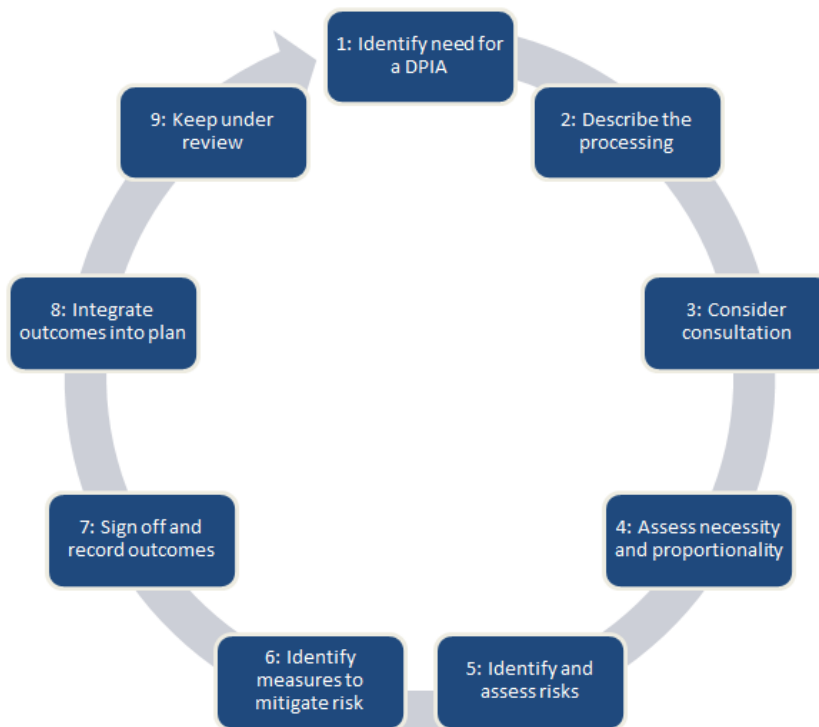 1: Identify need for
a DPIA
2: Describe the
processing
3: Consider
consultation
4: Assess necessity
and proportionality
5: Identify and
assess risks
6: Identify
measures to
mitigate risk
7: Sign off and
record outcomes
8: Integrate
outcomes into plan
9: Keep under
review